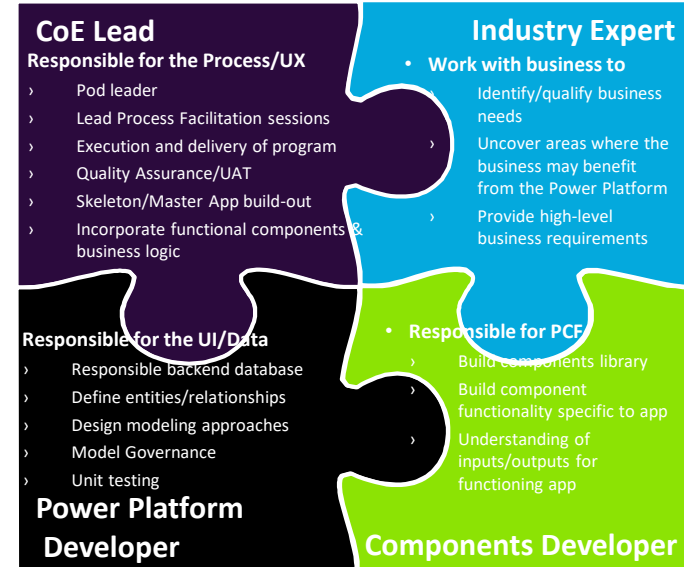 CoE Lead
Responsible for the Process/UX
› Pod leader
› Lead Process Facilitation sessions
› Execution and delivery of program
› Quality Assurance/UAT
› Skeleton/Master App build-out
› Incorporate functional components &
business logic
Industry Expert
• Work with business to
› Identify/qualify business
needs
› Uncover areas where the
business may benefit
from the Power Platform
› Provide high-level
business requirements
Responsible for the UI/Data
› Responsible backend database
› Define entities/relationships
› Design modeling approaches
› Model Governance
› Unit testing
Power Platform
Developer
• Responsible for PCF
› Build components library
› Build component
functionality specific to app
› Understanding of
inputs/outputs for
functioning app
Components Developer